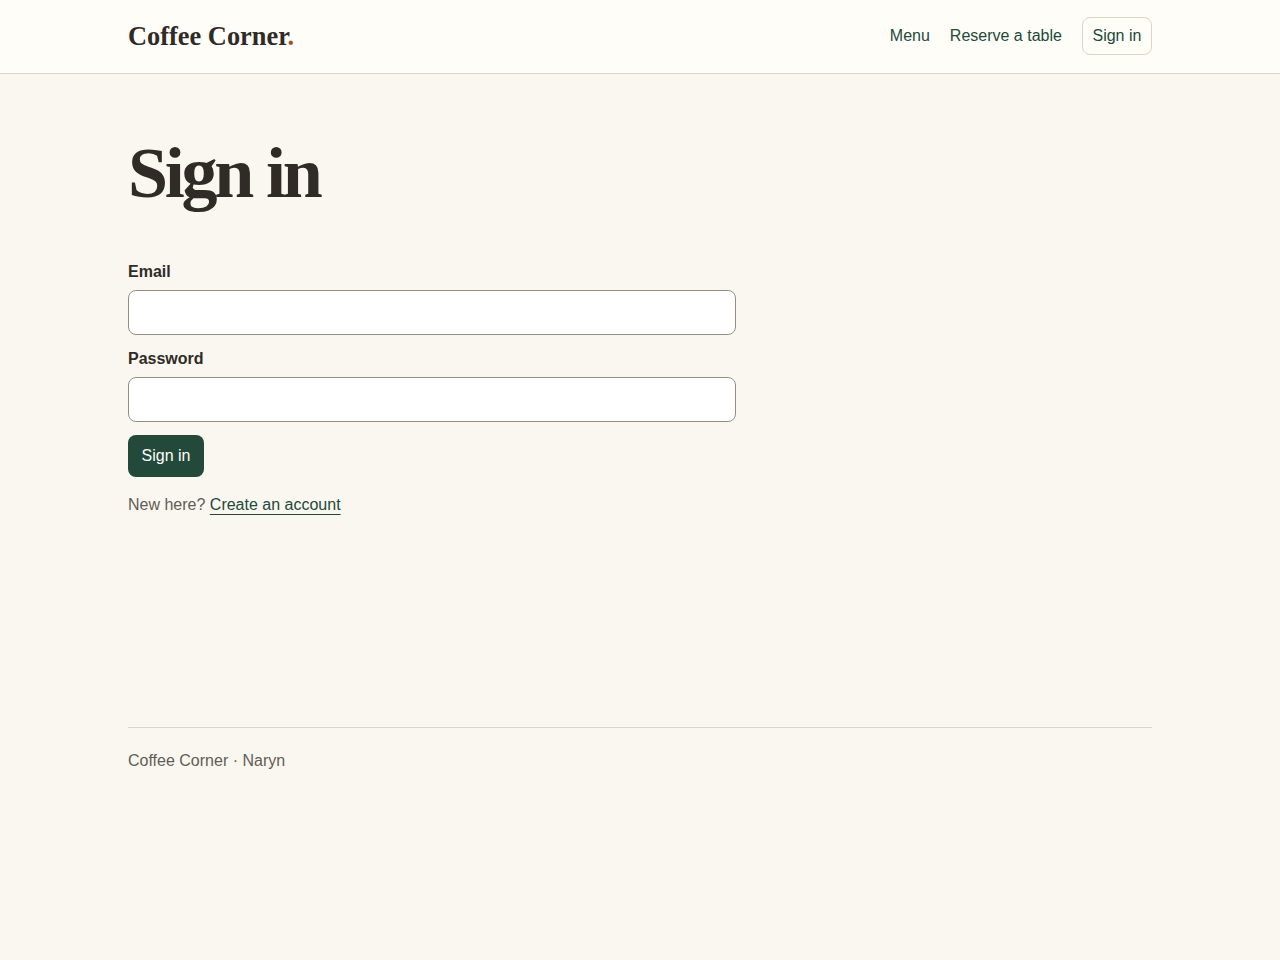 Coffee Corner.
Menu Reserve a table Sign in
Sign in
Email
Password
Sign in
New here? Create an account
Coffee Corner · Naryn